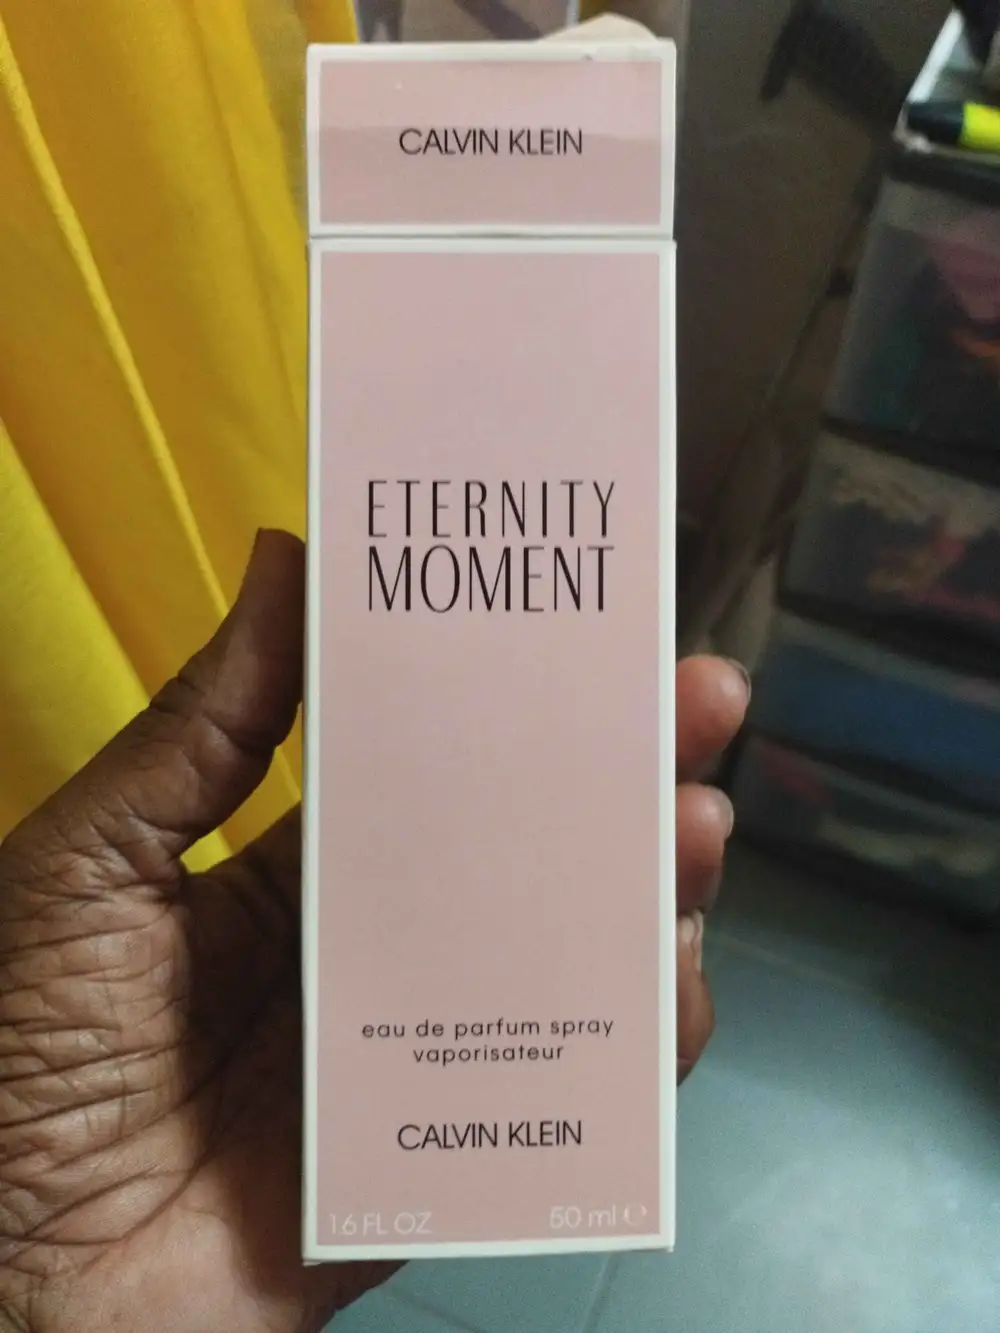 CALVIN KLEIN
ETERNITY
MOMENT
eau de parfum spray
vaporisateur
CALVIN KLEIN
1.6 FL OZ 50 ml ℮